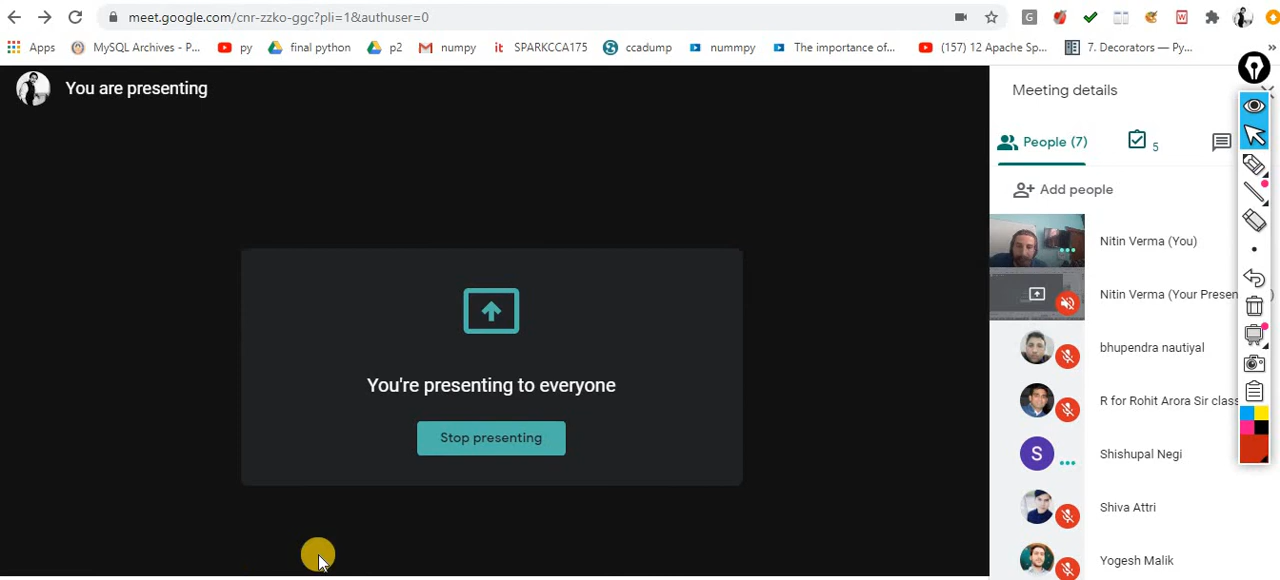 meet.google.com/cnr-zzko-ggc?pli=1&authuser=0
Apps MySQL Archives - P... py final python p2 numpy it SPARKCCA175 ccadump nummpy The importance of... (157) 12 Apache Sp... 7. Decorators — Py... »
You are presenting
Meeting details
People (7)
5
Add people
Nitin Verma (You)
Nitin Verma (Your Presen
bhupendra nautiyal
R for Rohit Arora Sir class
S
Shishupal Negi
Shiva Attri
Yogesh Malik
You're presenting to everyone
Stop presenting